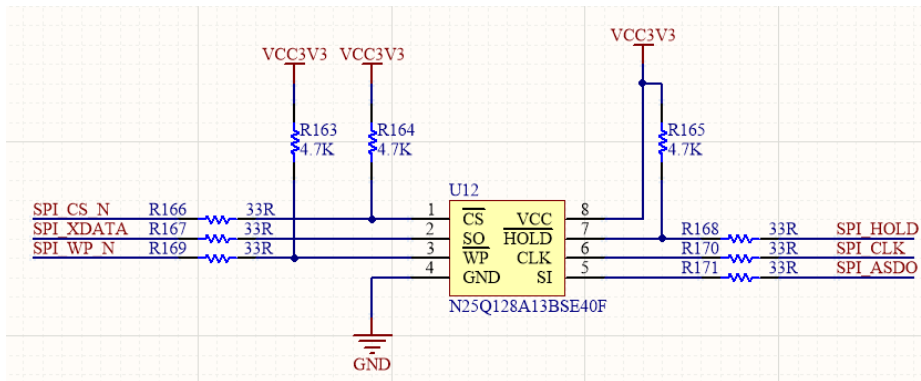 VCC3V3
VCC3V3 VCC3V3
R163 R164 R165
4.7K 4.7K 4.7K
U12
SPI_CS_N R166 33R 1 CS VCC 8
SPI_XDATA R167 33R 2 SO HOLD 7 R168 33R SPI_HOLD
SPI_WP_N R169 33R 3 WP CLK 6 R170 33R SPI_CLK
4 GND SI 5 R171 33R SPI_ASDO
N25Q128A13BSE40F
GND